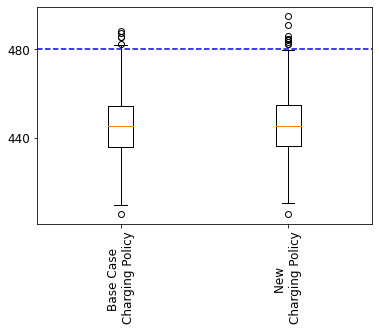 480
440
Base Case
Charging Policy
New
Charging Policy